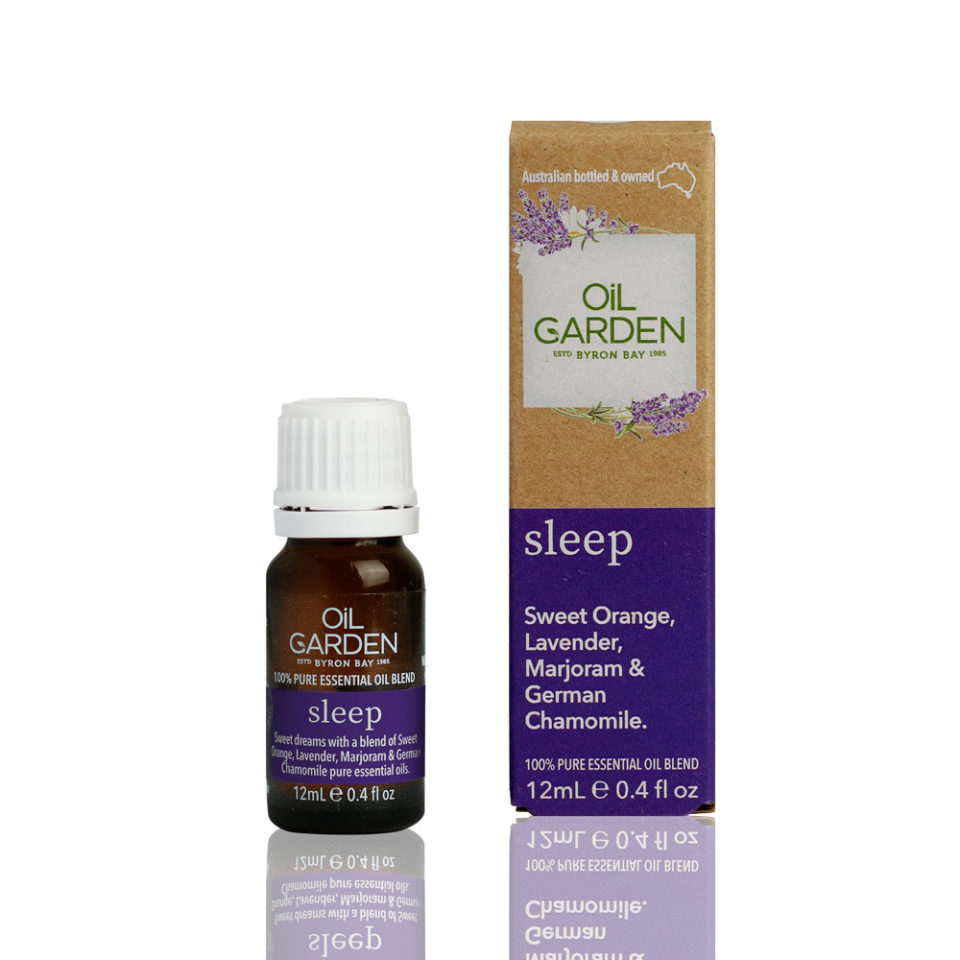 Australian bottled & owned
OiL
GARDEN
ESTD BYRON BAY 1985
sleep
Sweet Orange,
Lavender,
Marjoram &
German
Chamomile.
100% PURE ESSENTIAL OIL BLEND
12mL ℮ 0.4 fl oz
OiL
GARDEN
ESTD BYRON BAY 1985
100% PURE ESSENTIAL OIL BLEND
sleep
Sweet dreams with a blend of Sweet
Orange, Lavender, Marjoram & German
Chamomile pure essential oils.
12mL ℮ 0.4 fl oz